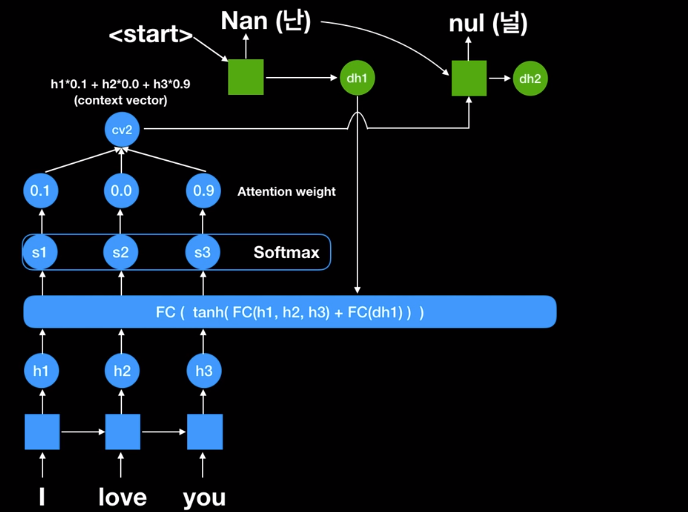 <start>
Nan (난)
nul (널)
h1*0.1 + h2*0.0 + h3*0.9
(context vector)
dh1
dh2
cv2
0.1
0.0
0.9
Attention weight
s1
s2
s3
Softmax
FC ( tanh( FC(h1, h2, h3) + FC(dh1) ) )
h1
h2
h3
I
love
you